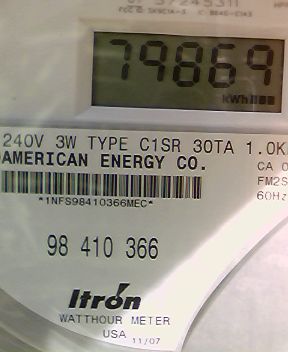 79869
kWh
240V 3W TYPE C1SR 30TA 1.0K
AMERICAN ENERGY CO.
CA 0
FM2S
60Hz
*1NFS98410366MEC*
98 410 366
Itron
WATTHOUR METER
USA 11/07